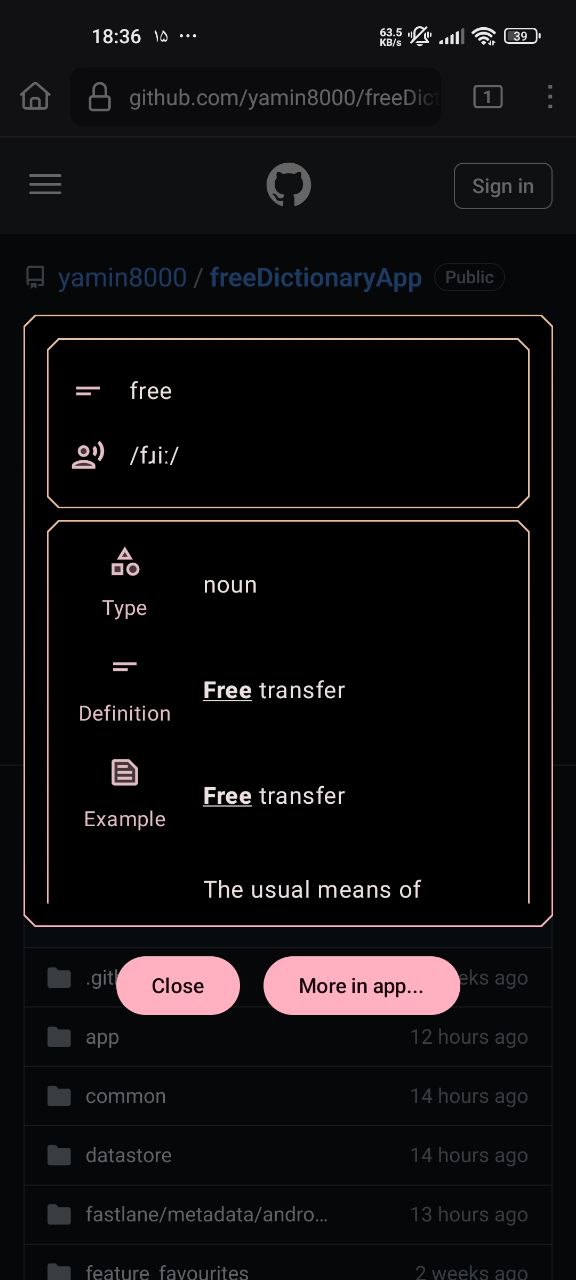 18:36 ۱۵ ...
63.5
KB/s
39
github.com/yamin8000/freeDict
1
Sign in
yamin8000 / freeDictionaryApp Public
free
/fɹiː/
Type
noun
Definition
Free transfer
Example
Free transfer
The usual means of
Close
More in app...
.gith
eks ago
app 12 hours ago
common 14 hours ago
datastore 14 hours ago
fastlane/metadata/andro… 13 hours ago
feature_favourites 2 weeks ago